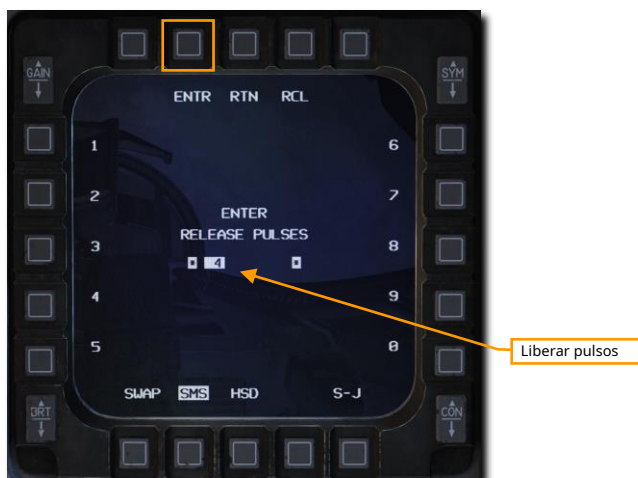 GAIN
SYM
ENTR RTN RCL
1 6
2 7
ENTER
RELEASE PULSES
3 8
* 4 *
4 9
5 0
Liberar pulsos
SWAP SMS HSD S-J
BRT
CON